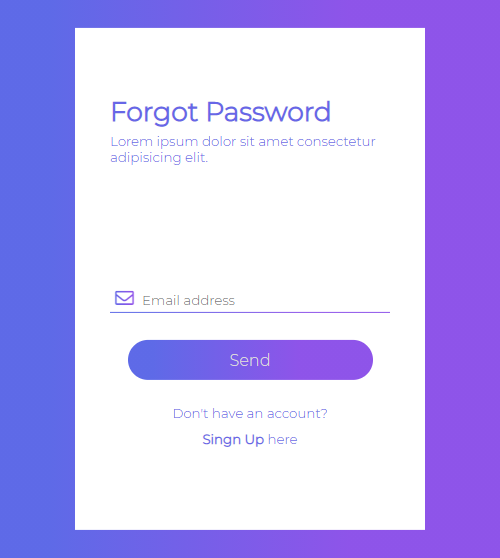 Forgot Password
Lorem ipsum dolor sit amet consectetur
adipisicing elit.
Email address
Send
Don't have an account?
Singn Up here